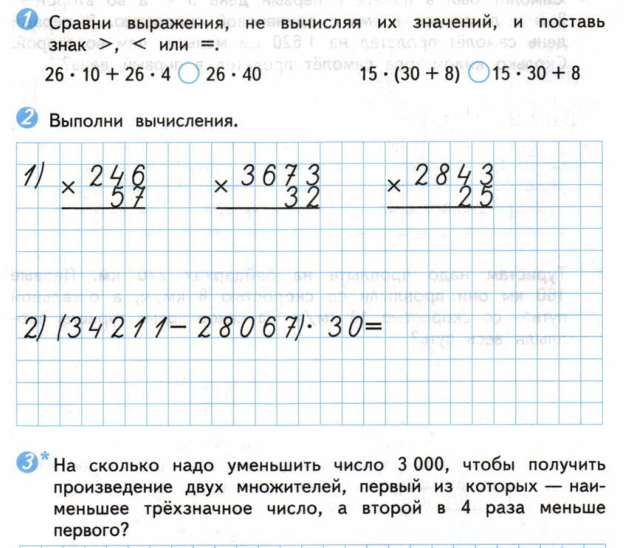 1 Сравни выражения, не вычисляя их значений, и поставь
знак >, < или =.
26 · 10 + 26 · 4 ○ 26 · 40 15 · (30 + 8) ○ 15 · 30 + 8
2 Выполни вычисления.
1) × 246 × 3673 × 2843
57 32 25
2) (34211 − 28067) · 30 =
3* На сколько надо уменьшить число 3 000, чтобы получить
произведение двух множителей, первый из которых — наи-
меньшее трёхзначное число, а второй в 4 раза меньше
первого?